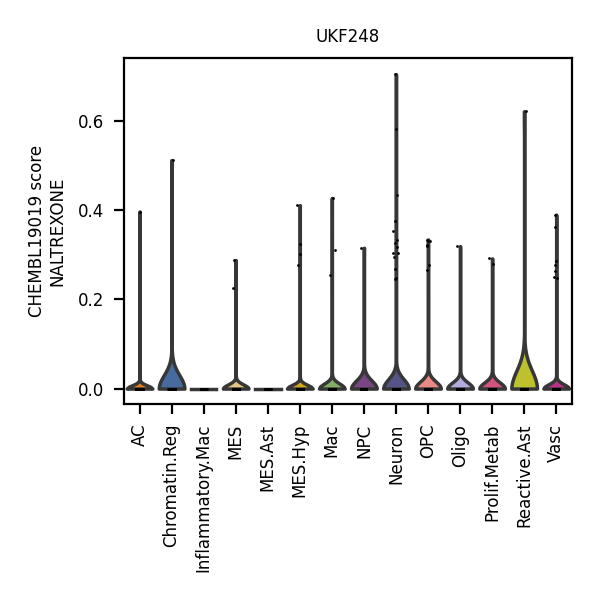 UKF248
CHEMBL19019 score
NALTREXONE
0.6
0.4
0.2
0.0
AC
Chromatin.Reg
Inflammatory.Mac
MES
MES.Ast
MES.Hyp
Mac
NPC
Neuron
OPC
Oligo
Prolif.Metab
Reactive.Ast
Vasc